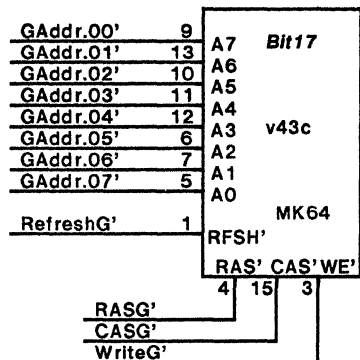 GAddr.00' 9 A7 Bit17
GAddr.01' 13 A6
GAddr.02' 10 A5
GAddr.03' 11 A4
GAddr.04' 12 A3 v43c
GAddr.05' 6 A2
GAddr.06' 7 A1
GAddr.07' 5 A0
MK64
RefreshG' 1 RFSH'
RAS' CAS' WE'
4 15 3
RASG'
CASG'
WriteG'